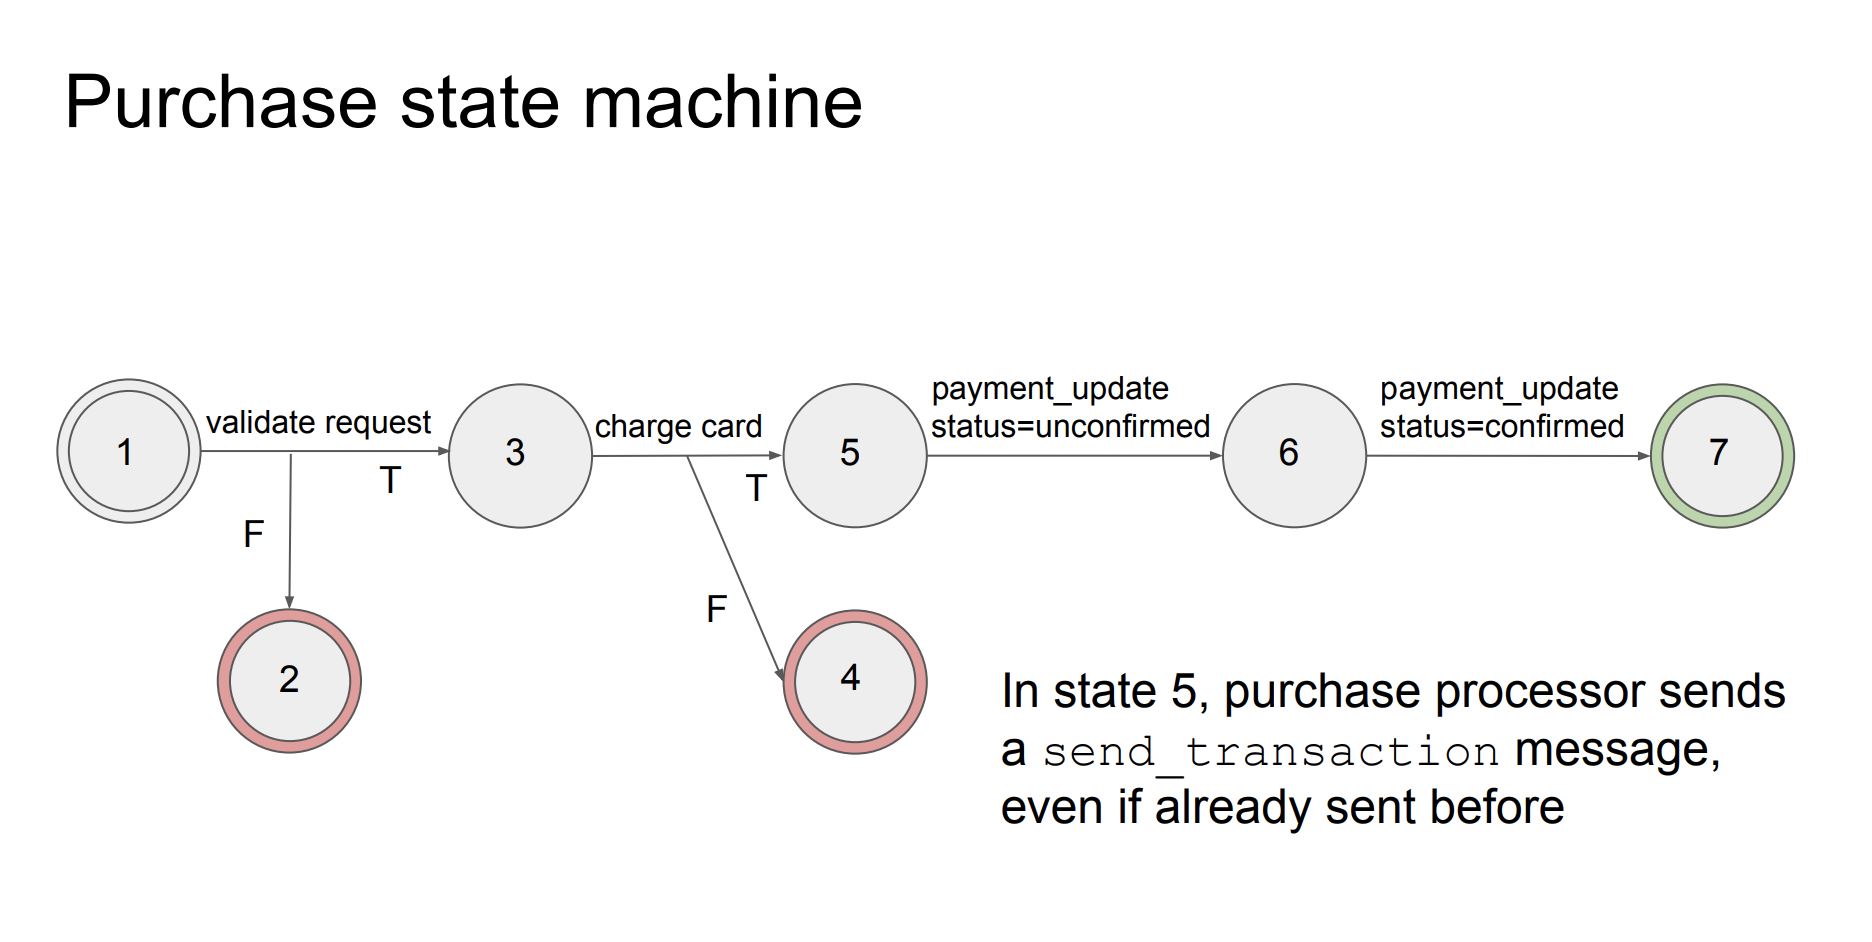 Purchase state machine
payment_update
status=unconfirmed
payment_update
status=confirmed
validate request
charge card
1
3
5
6
7
T
T
F
F
2
4
In state 5, purchase processor sends
a send_transaction message,
even if already sent before